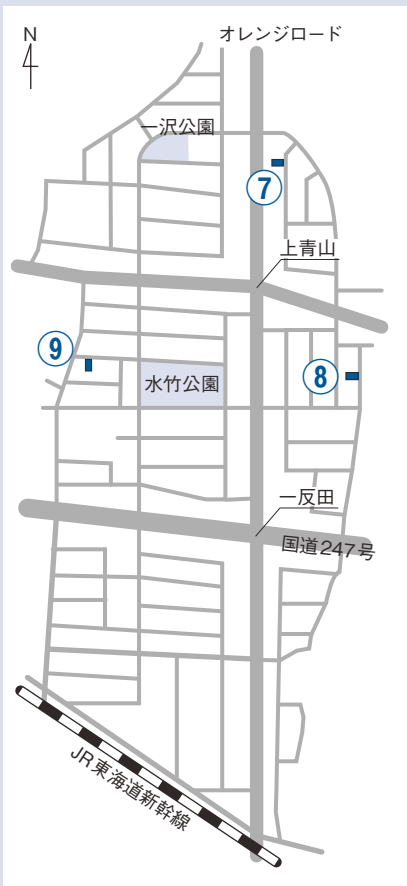 オレンジロード
N
一沢公園
⑦
上青山
⑨
⑧
水竹公園
一反田
国道247号
JR東海道新幹線